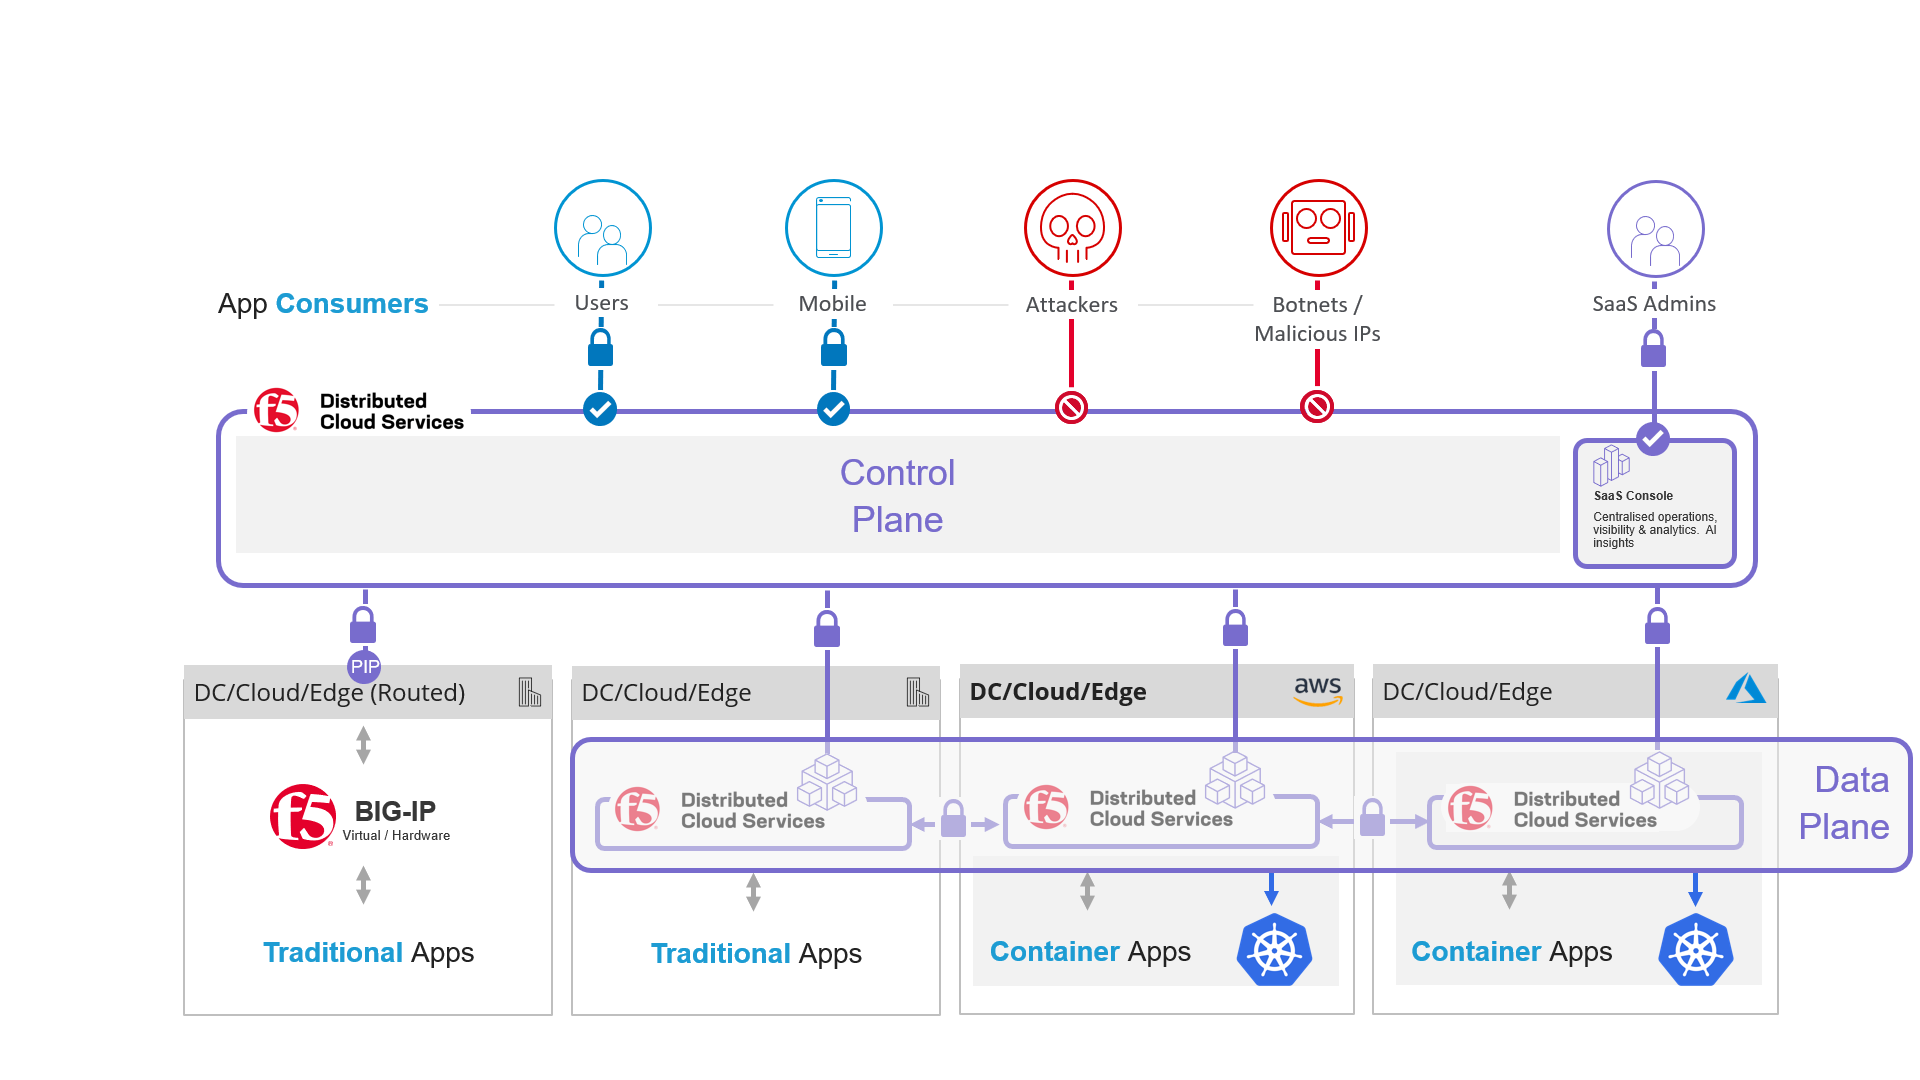 Users
Mobile
Attackers
Botnets /
Malicious IPs
SaaS Admins
App Consumers
f5
Distributed
Cloud Services
Control
Plane
SaaS Console
Centralised operations,
visibility & analytics.  AI
insights
PIP
DC/Cloud/Edge (Routed)
DC/Cloud/Edge
DC/Cloud/Edge
aws
DC/Cloud/Edge
f5
BIG-IP
Virtual / Hardware
f5
Distributed
Cloud Services
f5
Distributed
Cloud Services
f5
Distributed
Cloud Services
Data
Plane
Traditional Apps
Traditional Apps
Container Apps
Container Apps